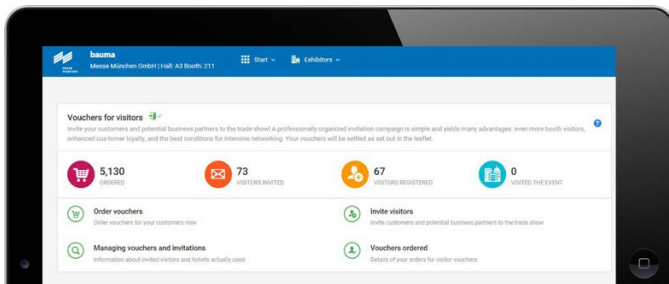 bauma
Messe München GmbH | Hall: A3 Booth: 211
Start
Exhibitors
Vouchers for visitors
Invite your customers and potential business partners to the trade show! A professionally organized invitation campaign is simple and yields many advantages: even more booth visitors,
enhanced cus-tomer loyalty, and the best conditions for intensive networking. Your vouchers will be settled as set out in the leaflet.
5,130
ORDERED
73
VISITORS INVITED
67
VISITORS REGISTERED
0
VISITED THE EVENT
Order vouchers
Order vouchers for your customers now
Invite visitors
Invite customers and potential business partners to the trade show
Managing vouchers and invitations
Information about invited visitors and tickets actually used
Vouchers ordered
Details of your orders for visitor vouchers